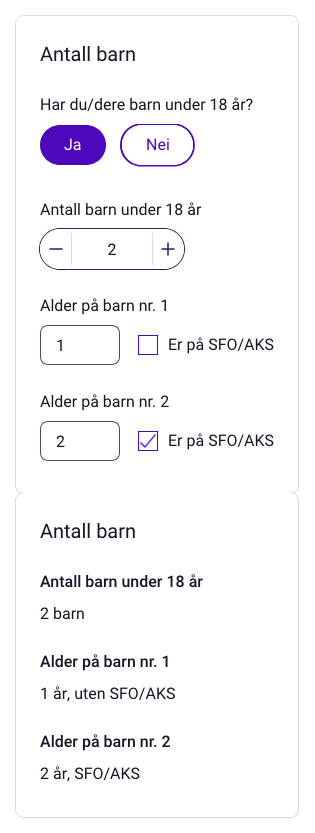 Antall barn
Har du/dere barn under 18 år?
Ja Nei
Antall barn under 18 år
− 2 +
Alder på barn nr. 1
1 Er på SFO/AKS
Alder på barn nr. 2
2 Er på SFO/AKS
Antall barn
Antall barn under 18 år
2 barn
Alder på barn nr. 1
1 år, uten SFO/AKS
Alder på barn nr. 2
2 år, SFO/AKS